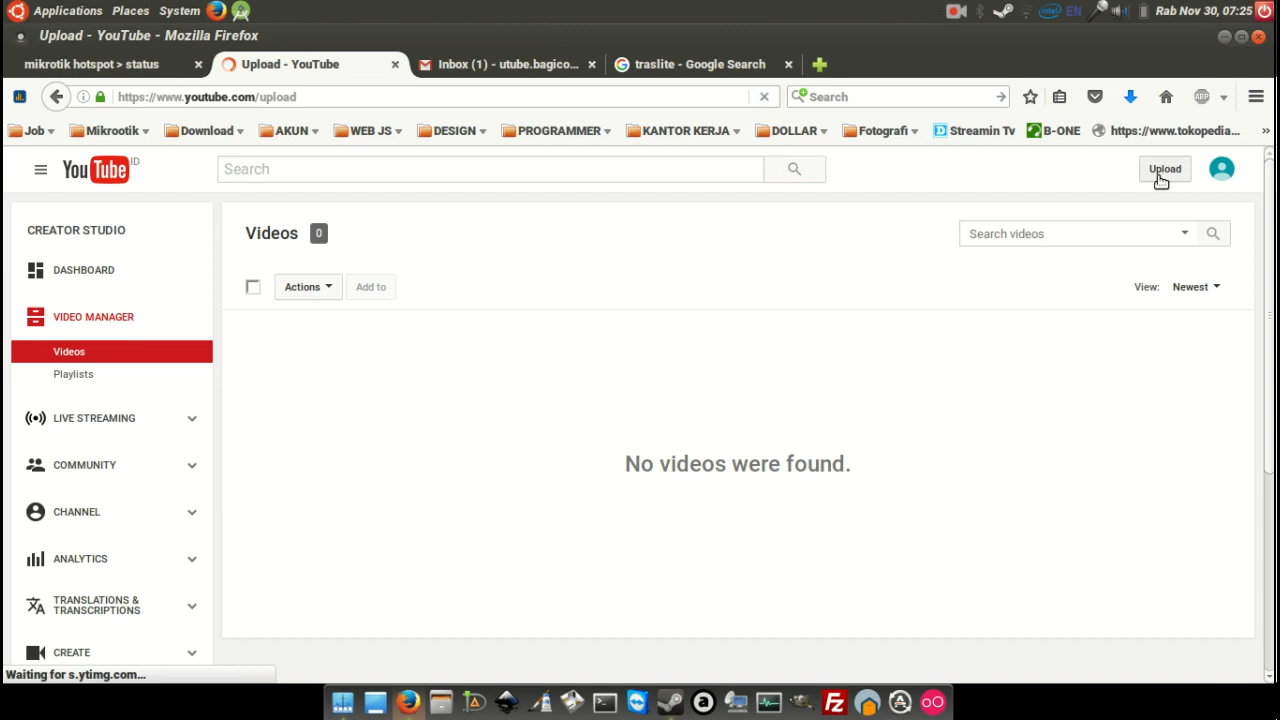 Applications Places System
EN Rab Nov 30, 07:25
Upload - YouTube - Mozilla Firefox
mikrotik hotspot > status
Upload - YouTube
Inbox (1) - utube.bagico...
traslite - Google Search
https://www.youtube.com/upload
Search
ABP
Job
Mikrootik
Download
AKUN
WEB JS
DESIGN
PROGRAMMER
KANTOR KERJA
DOLLAR
Fotografi
Streamin Tv
B-ONE
https://www.tokopedia...
YouTube ID
Search
Upload
CREATOR STUDIO
DASHBOARD
VIDEO MANAGER
Videos
Playlists
LIVE STREAMING
COMMUNITY
CHANNEL
ANALYTICS
TRANSLATIONS &
TRANSCRIPTIONS
CREATE
Videos 0
Search videos
Actions
Add to
View: Newest
No videos were found.
Waiting for s.ytimg.com...